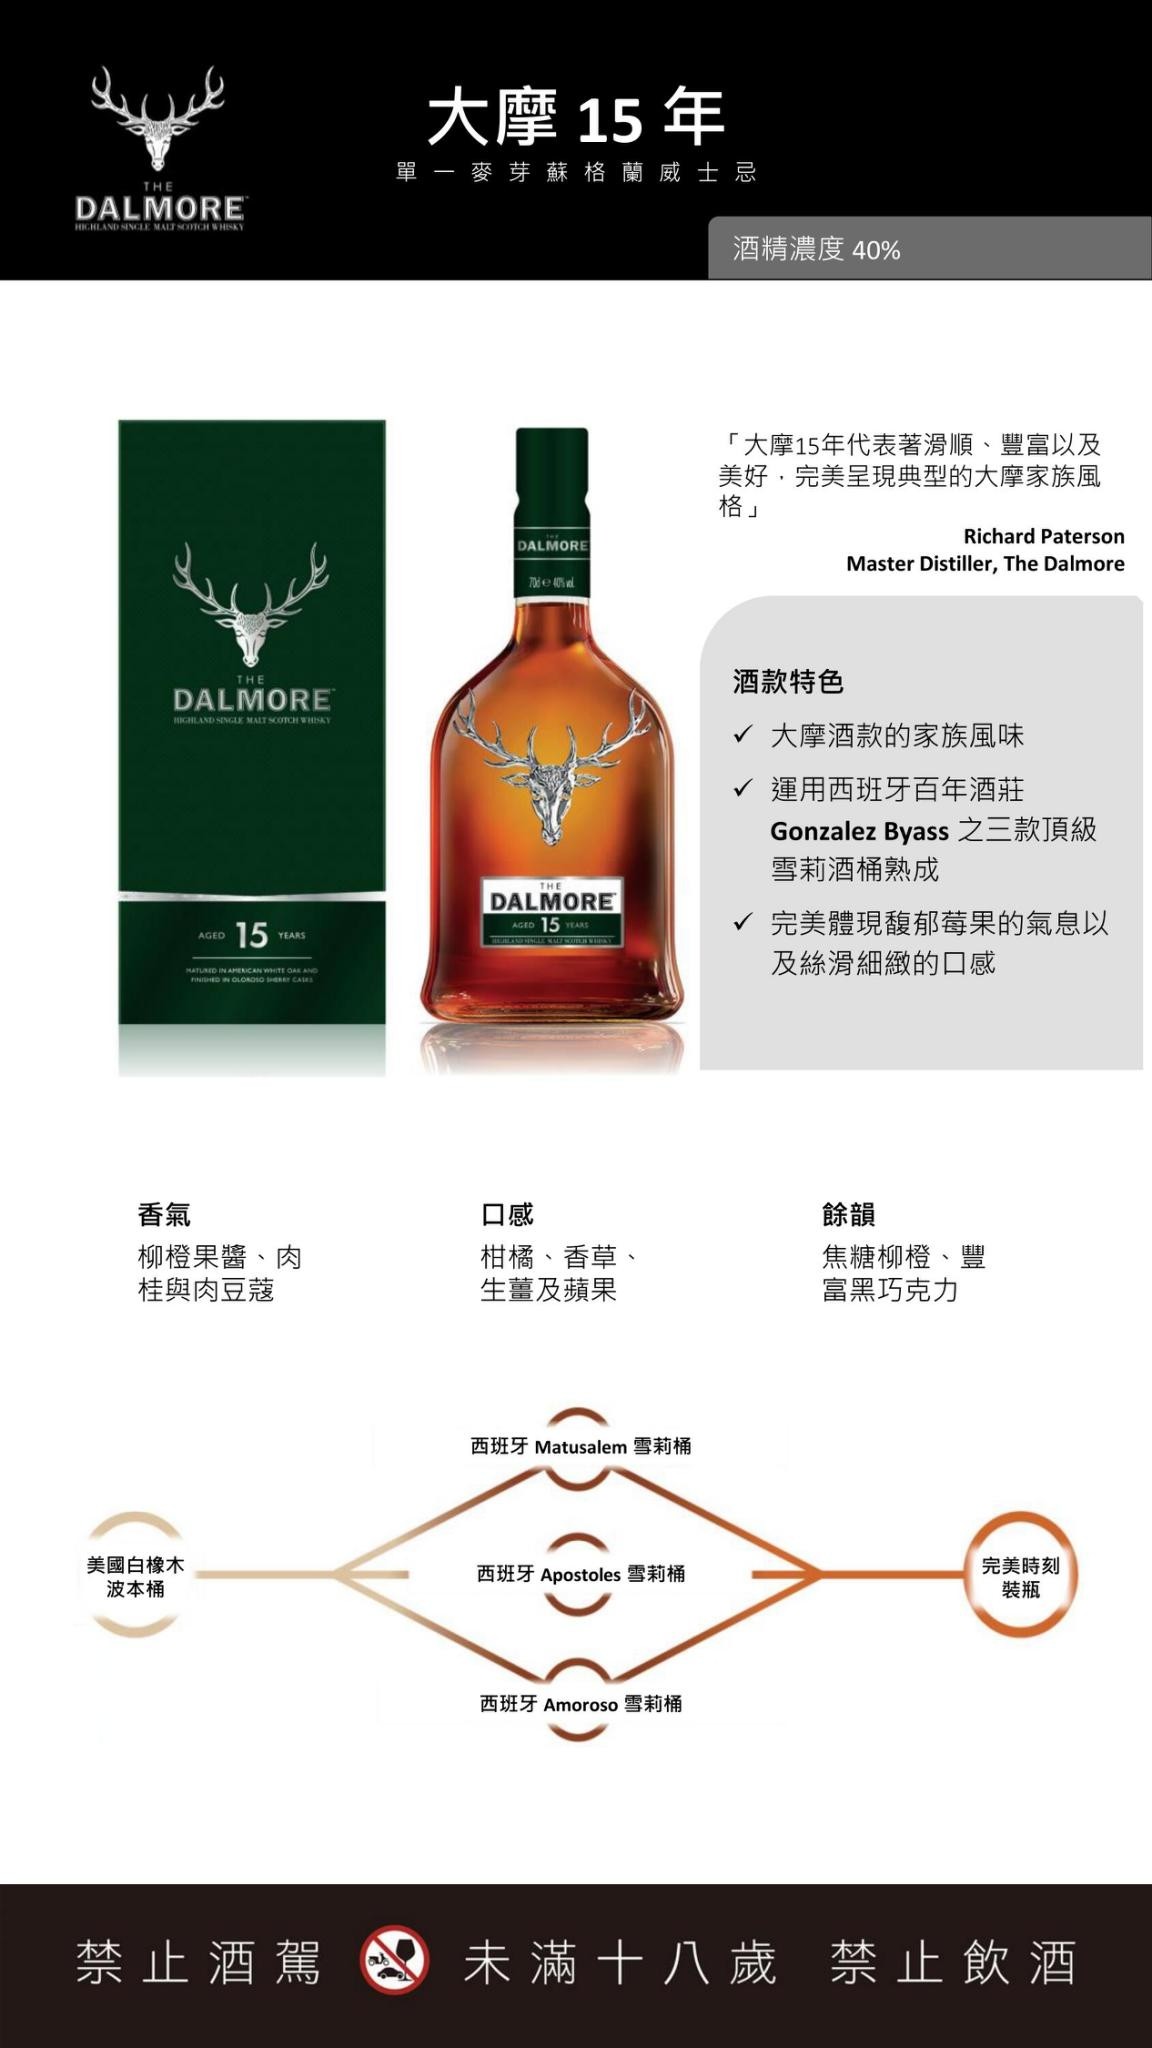 大摩 15 年
單一麥芽蘇格蘭威士忌
THE
DALMORE
HIGHLAND SINGLE MALT SCOTCH WHISKY
酒精濃度 40%
「大摩15年代表著滑順、豐富以及
美好，完美呈現典型的大摩家族風
格」
Richard Paterson
Master Distiller, The Dalmore
THE
DALMORE
HIGHLAND SINGLE MALT SCOTCH WHISKY
AGED 15 YEARS
MATURED IN AMERICAN WHITE OAK AND
FINISHED IN OLOROSO SHERRY CASKS
THE
DALMORE
70cl e 40% vol.
THE
DALMORE
AGED 15 YEARS
HIGHLAND SINGLE MALT SCOTCH WHISKY
酒款特色
✓ 大摩酒款的家族風味
✓ 運用西班牙百年酒莊
Gonzalez Byass 之三款頂級
雪莉酒桶熟成
✓ 完美體現馥郁莓果的氣息以
及絲滑細緻的口感
香氣
柳橙果醬、肉
桂與肉豆蔻
口感
柑橘、香草、
生薑及蘋果
餘韻
焦糖柳橙、豐
富黑巧克力
美國白橡木
波本桶
西班牙 Matusalem 雪莉桶
西班牙 Apostoles 雪莉桶
西班牙 Amoroso 雪莉桶
完美時刻
裝瓶
禁止酒駕 未滿十八歲 禁止飲酒